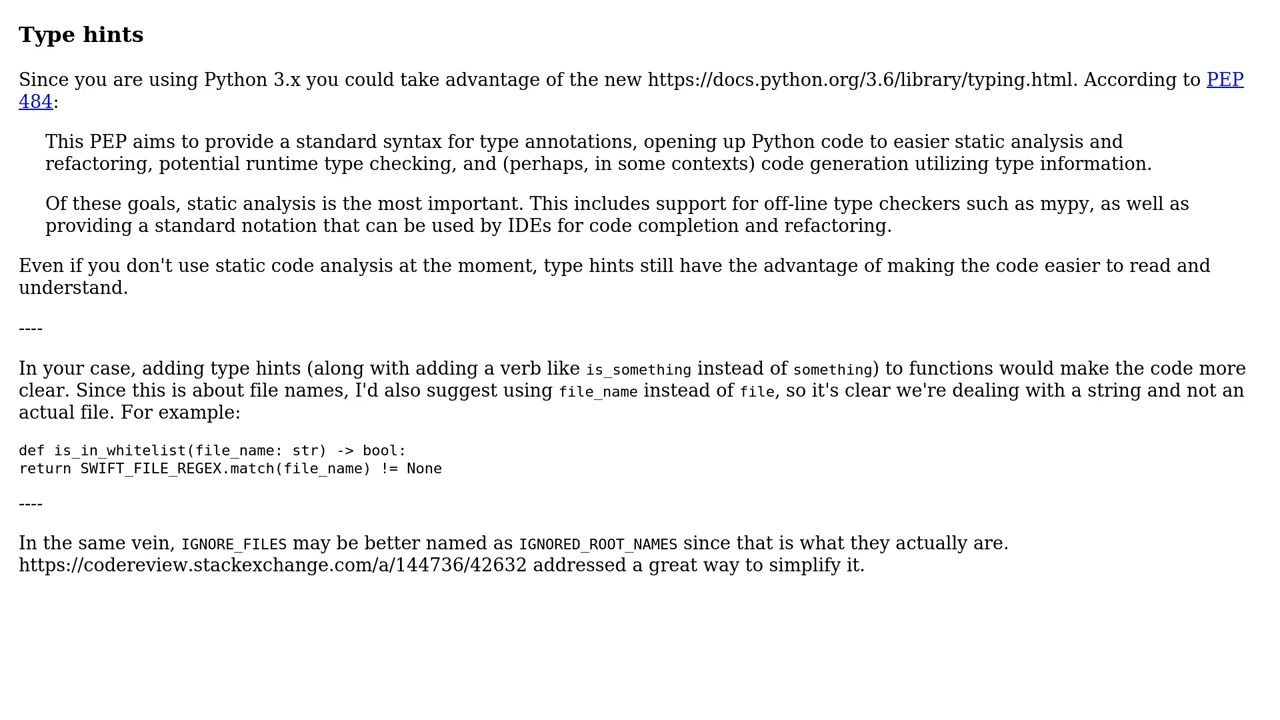 Type hints
Since you are using Python 3.x you could take advantage of the new https://docs.python.org/3.6/library/typing.html. According to PEP
484:
This PEP aims to provide a standard syntax for type annotations, opening up Python code to easier static analysis and
refactoring, potential runtime type checking, and (perhaps, in some contexts) code generation utilizing type information.
Of these goals, static analysis is the most important. This includes support for off-line type checkers such as mypy, as well as
providing a standard notation that can be used by IDEs for code completion and refactoring.
Even if you don't use static code analysis at the moment, type hints still have the advantage of making the code easier to read and
understand.
----
In your case, adding type hints (along with adding a verb like is_something instead of something) to functions would make the code more
clear. Since this is about file names, I'd also suggest using file_name instead of file, so it's clear we're dealing with a string and not an
actual file. For example:
def is_in_whitelist(file_name: str) -> bool:
return SWIFT_FILE_REGEX.match(file_name) != None
----
In the same vein, IGNORE_FILES may be better named as IGNORED_ROOT_NAMES since that is what they actually are.
https://codereview.stackexchange.com/a/144736/42632 addressed a great way to simplify it.